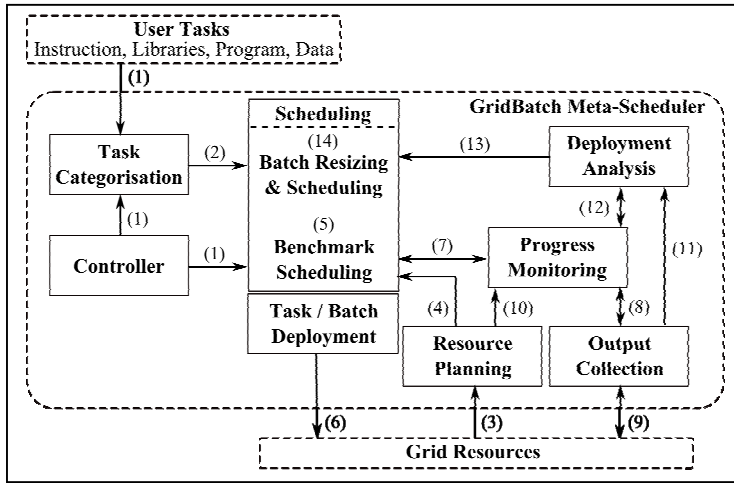 User Tasks
Instruction, Libraries, Program, Data
(1)
GridBatch Meta-Scheduler
Scheduling
(14)
Batch Resizing
& Scheduling
(5)
Benchmark
Scheduling
Task
Categorisation
(2)
(13)
Deployment
Analysis
(1)
(12)
(11)
Controller
(1)
(7)
Progress
Monitoring
Task / Batch
Deployment
(4)
(10)
(8)
Resource
Planning
Output
Collection
(6)
(3)
(9)
Grid Resources